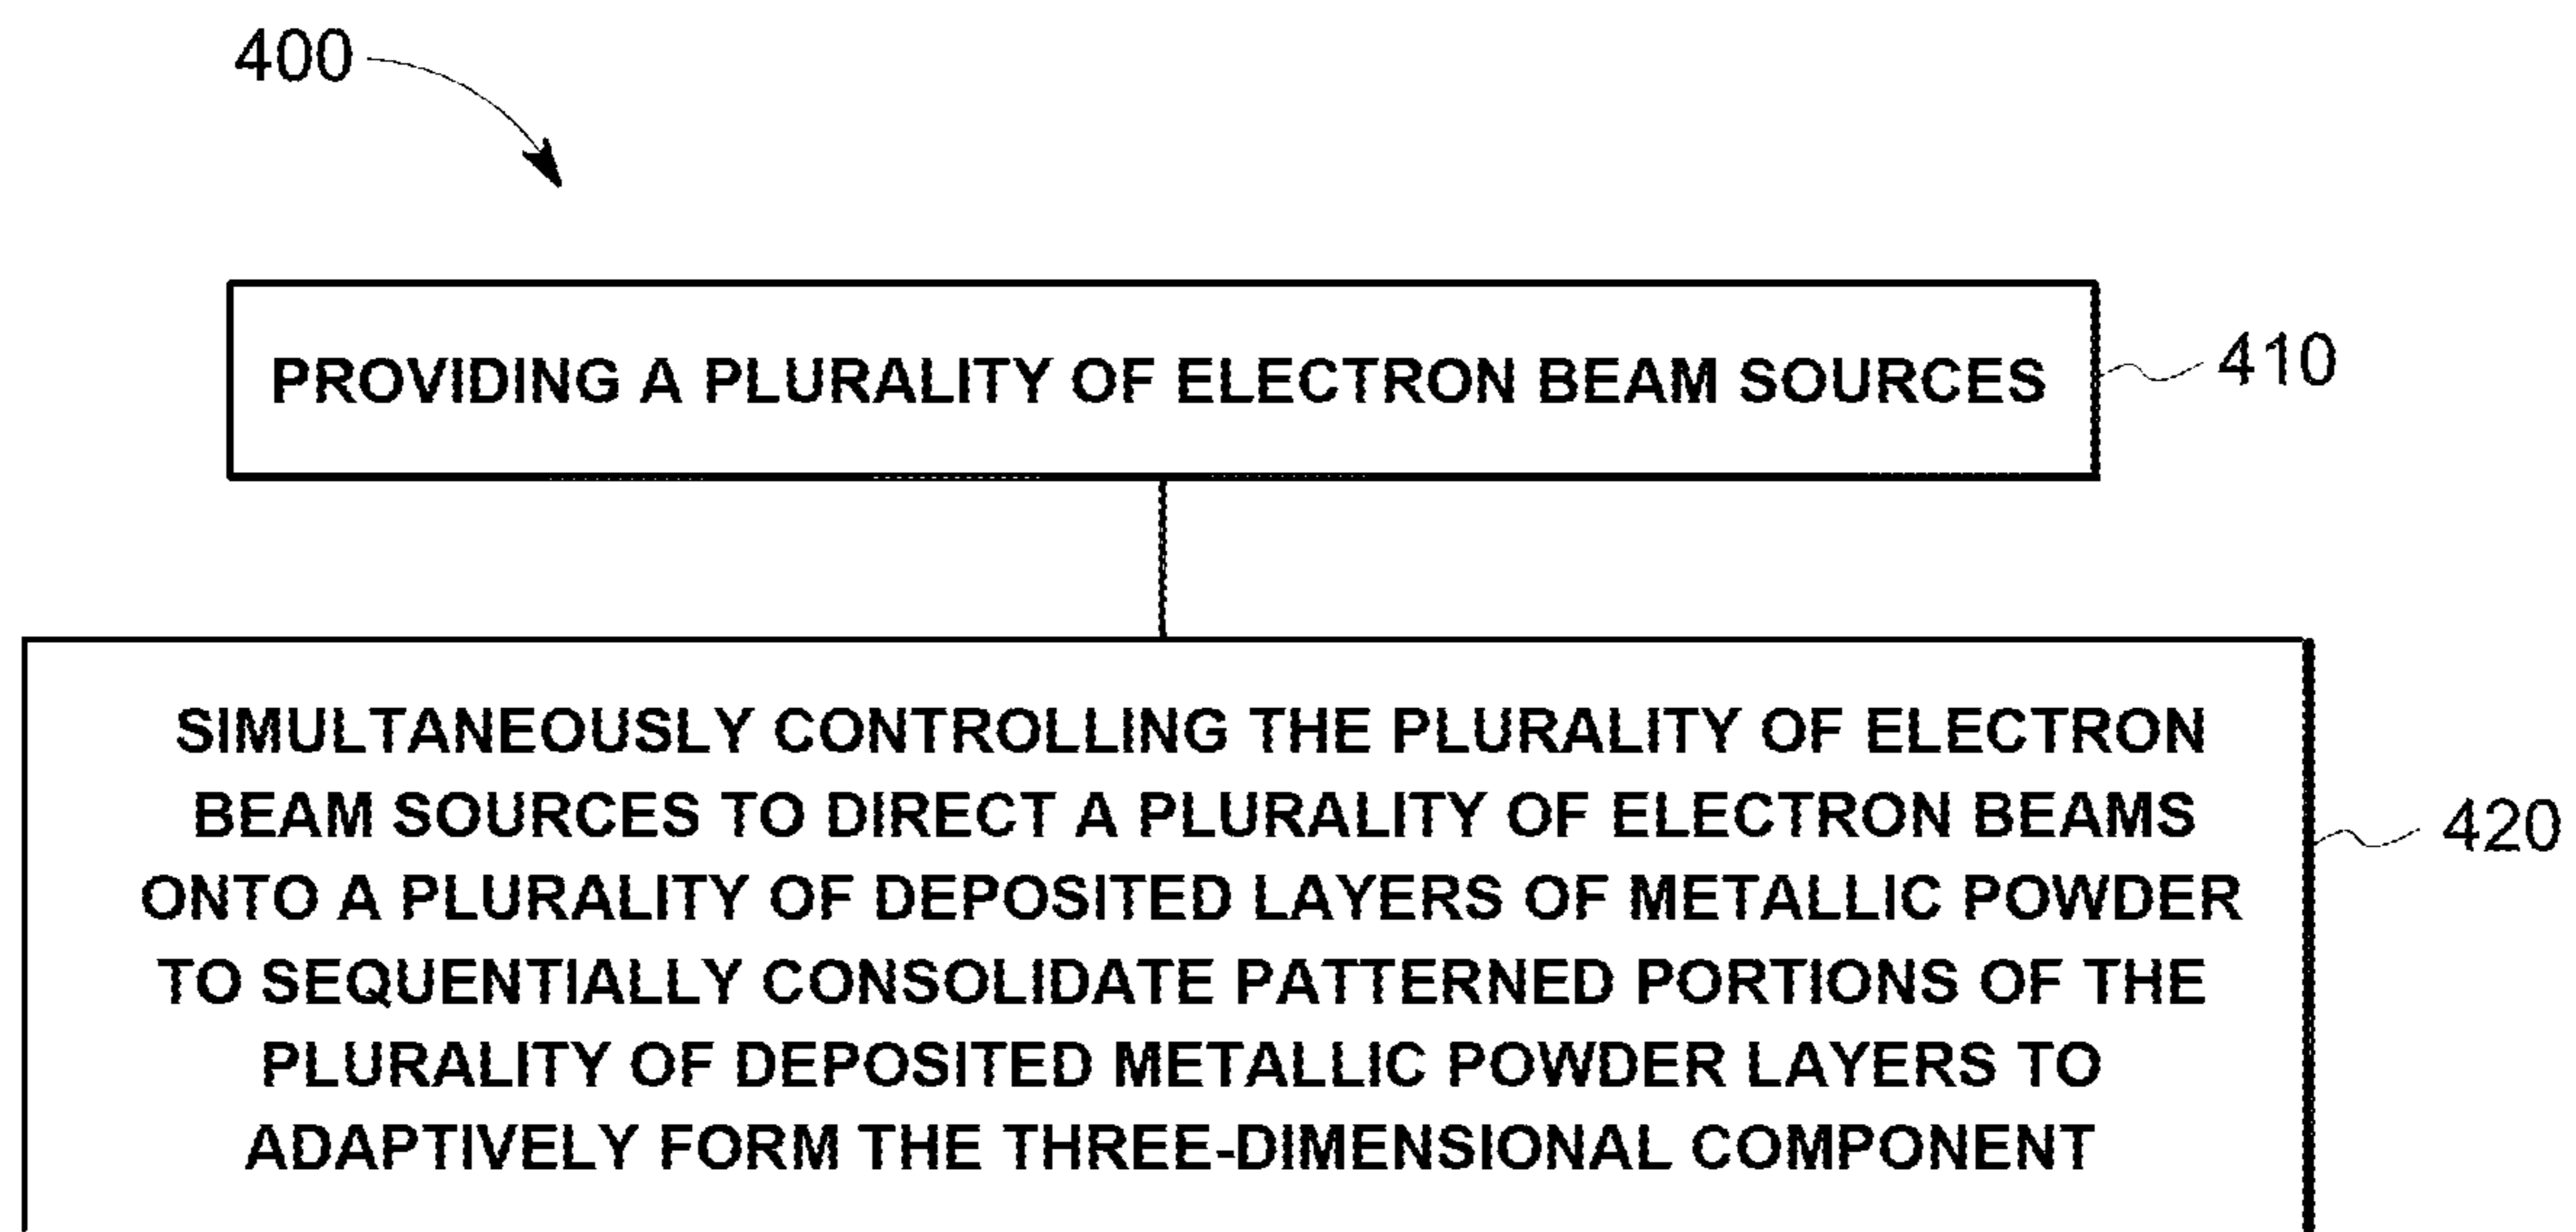 400
PROVIDING A PLURALITY OF ELECTRON BEAM SOURCES
410
SIMULTANEOUSLY CONTROLLING THE PLURALITY OF ELECTRON
BEAM SOURCES TO DIRECT A PLURALITY OF ELECTRON BEAMS
ONTO A PLURALITY OF DEPOSITED LAYERS OF METALLIC POWDER
TO SEQUENTIALLY CONSOLIDATE PATTERNED PORTIONS OF THE
PLURALITY OF DEPOSITED METALLIC POWDER LAYERS TO
ADAPTIVELY FORM THE THREE-DIMENSIONAL COMPONENT
420